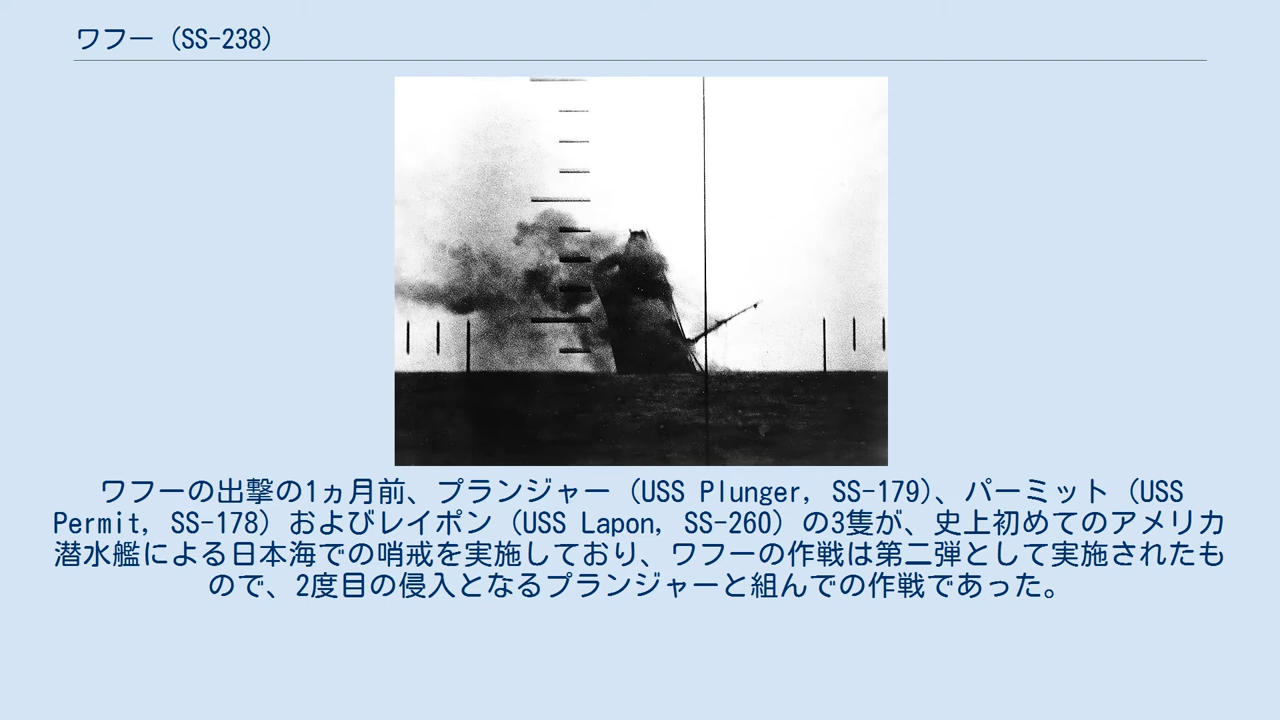 ワフー（SS-238）
ワフーの出撃の1ヵ月前、プランジャー（USS Plunger, SS-179)、パーミット（USS
Permit, SS-178）およびレイポン（USS Lapon, SS-260）の3隻が、史上初めてのアメリカ
潜水艦による日本海での哨戒を実施しており、ワフーの作戦は第二弾として実施されたも
ので、2度目の侵入となるプランジャーと組んでの作戦であった。